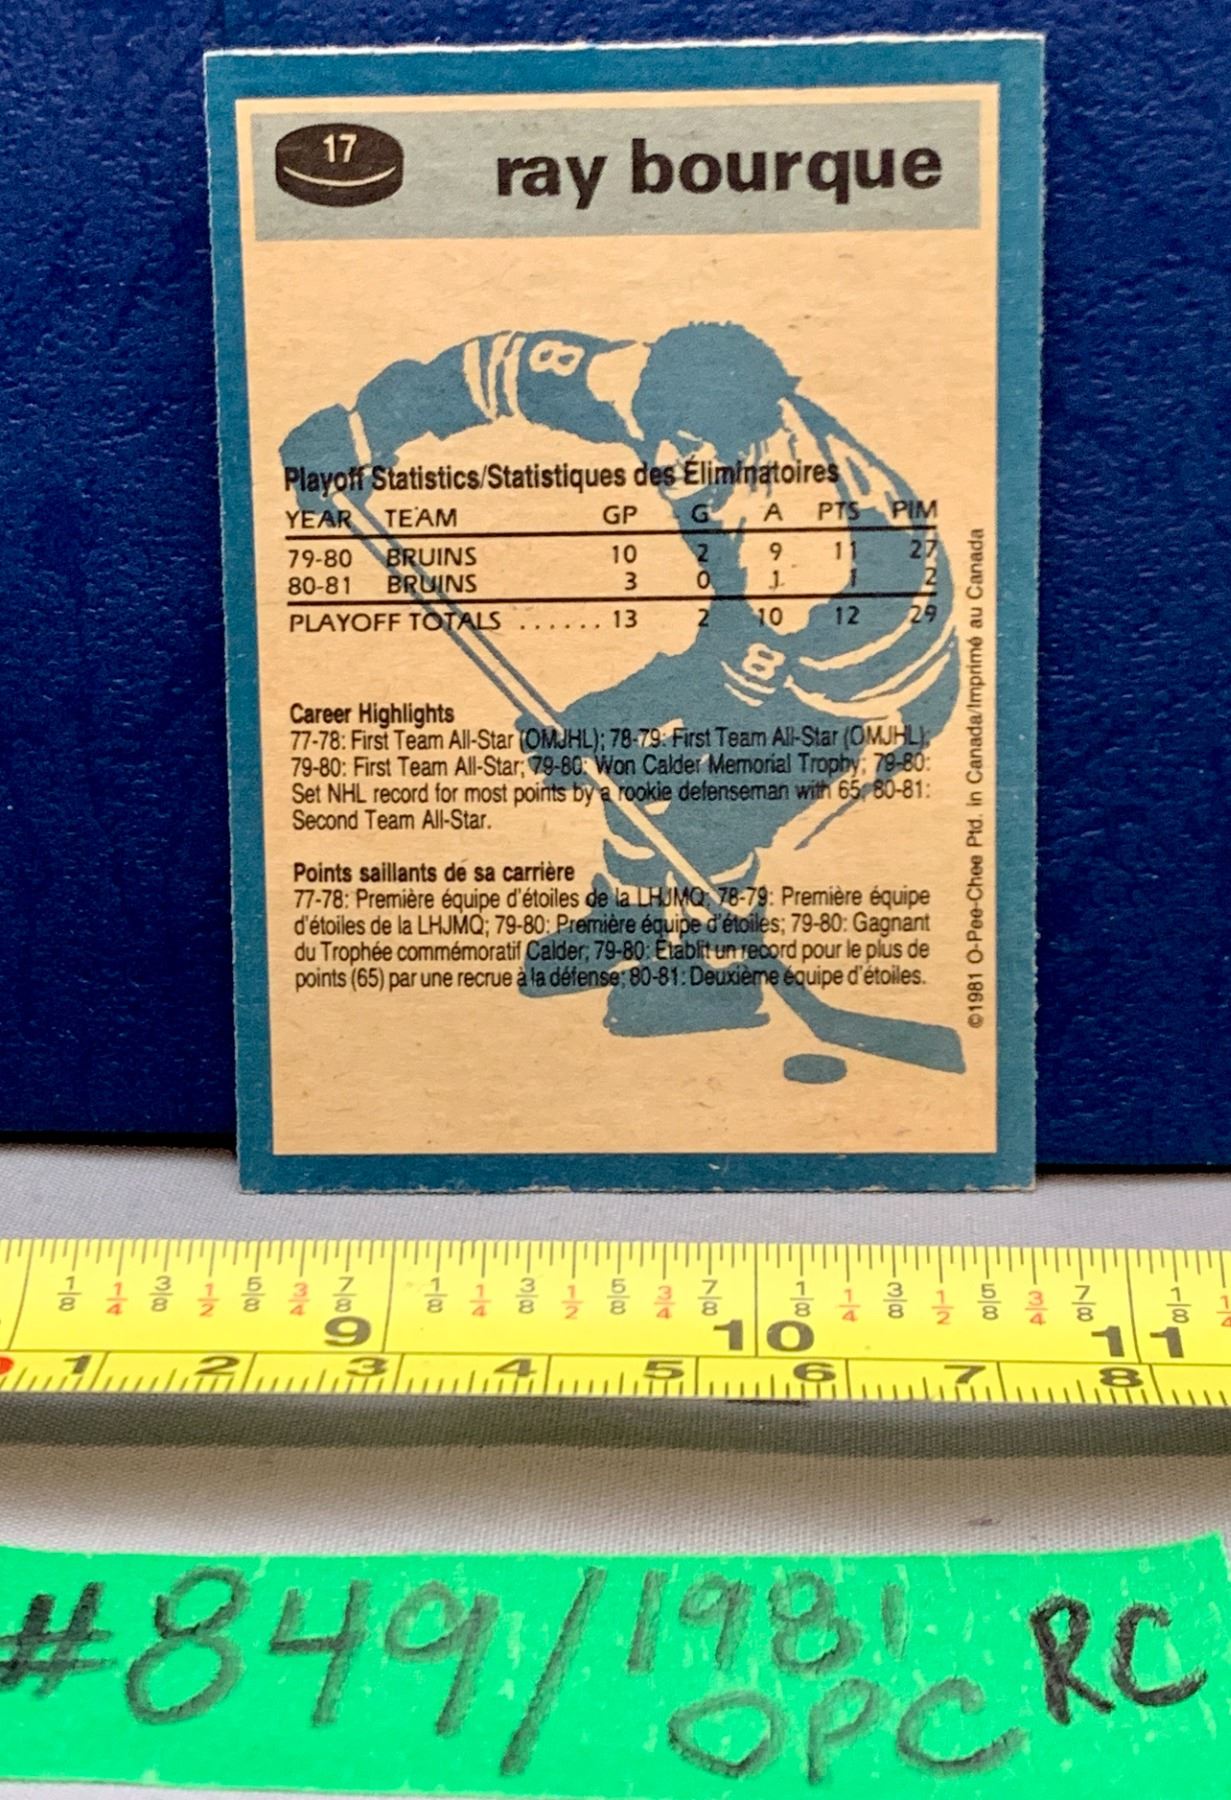 17
ray bourque
8
Playoff Statistics/Statistiques des Éliminatoires
YEAR TEAM GP G A PTS PIM
79-80 BRUINS 10 2 9 11 27
80-81 BRUINS 3 0 1 1 2
PLAYOFF TOTALS ...... 13 2 10 12 29
8
Career Highlights
77-78: First Team All-Star (OMJHL); 78-79: First Team All-Star (OMJHL);
79-80: First Team All-Star; 79-80: Won Calder Memorial Trophy; 79-80:
Set NHL record for most points by a rookie defenseman with 65; 80-81:
Second Team All-Star.
Points saillants de sa carrière
77-78: Première équipe d'étoiles de la LHJMQ; 78-79: Première équipe
d'étoiles de la LHJMQ; 79-80: Première équipe d'étoiles; 79-80: Gagnant
du Trophée commémoratif Calder; 79-80: Établit un record pour le plus de
points (65) par une recrue à la défense; 80-81: Deuxième équipe d'étoiles.
©1981 O-Pee-Chee Ptd. in Canada/Imprimé au Canada
1/8 1/4 3/8 1/2 5/8 3/4 7/8 1/8 1/4 3/8 1/2 5/8 3/4 7/8 1/8 1/4 3/8 1/2 5/8 3/4 7/8 1/8 1/4
9 10 11
1 2 3 4 5 6 7 8
#849/1981 RC
OPC